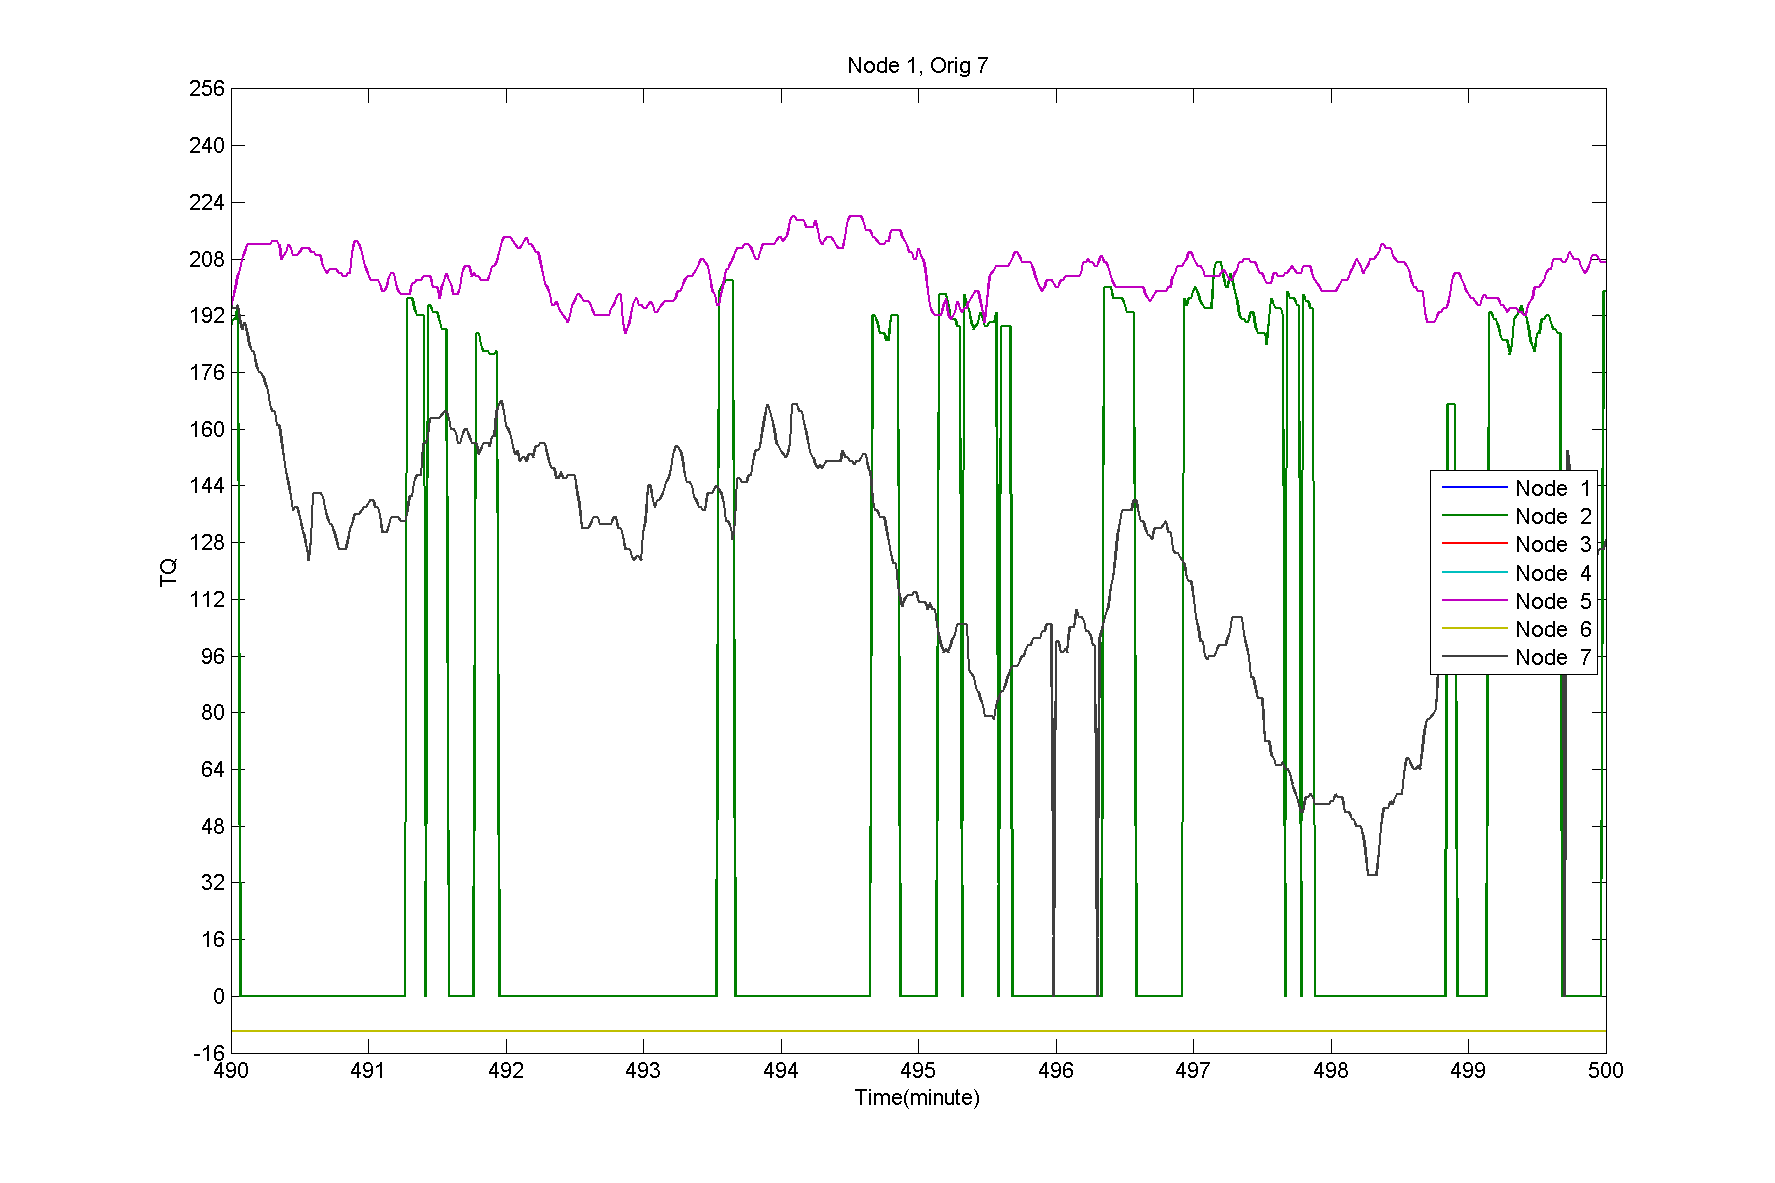 Node 1, Orig 7
256
240
224
208
192
176
160
144
128
112
96
80
64
48
32
16
0
-16
TQ
Node 1
Node 2
Node 3
Node 4
Node 5
Node 6
Node 7
490 491 492 493 494 495 496 497 498 499 500
Time(minute)